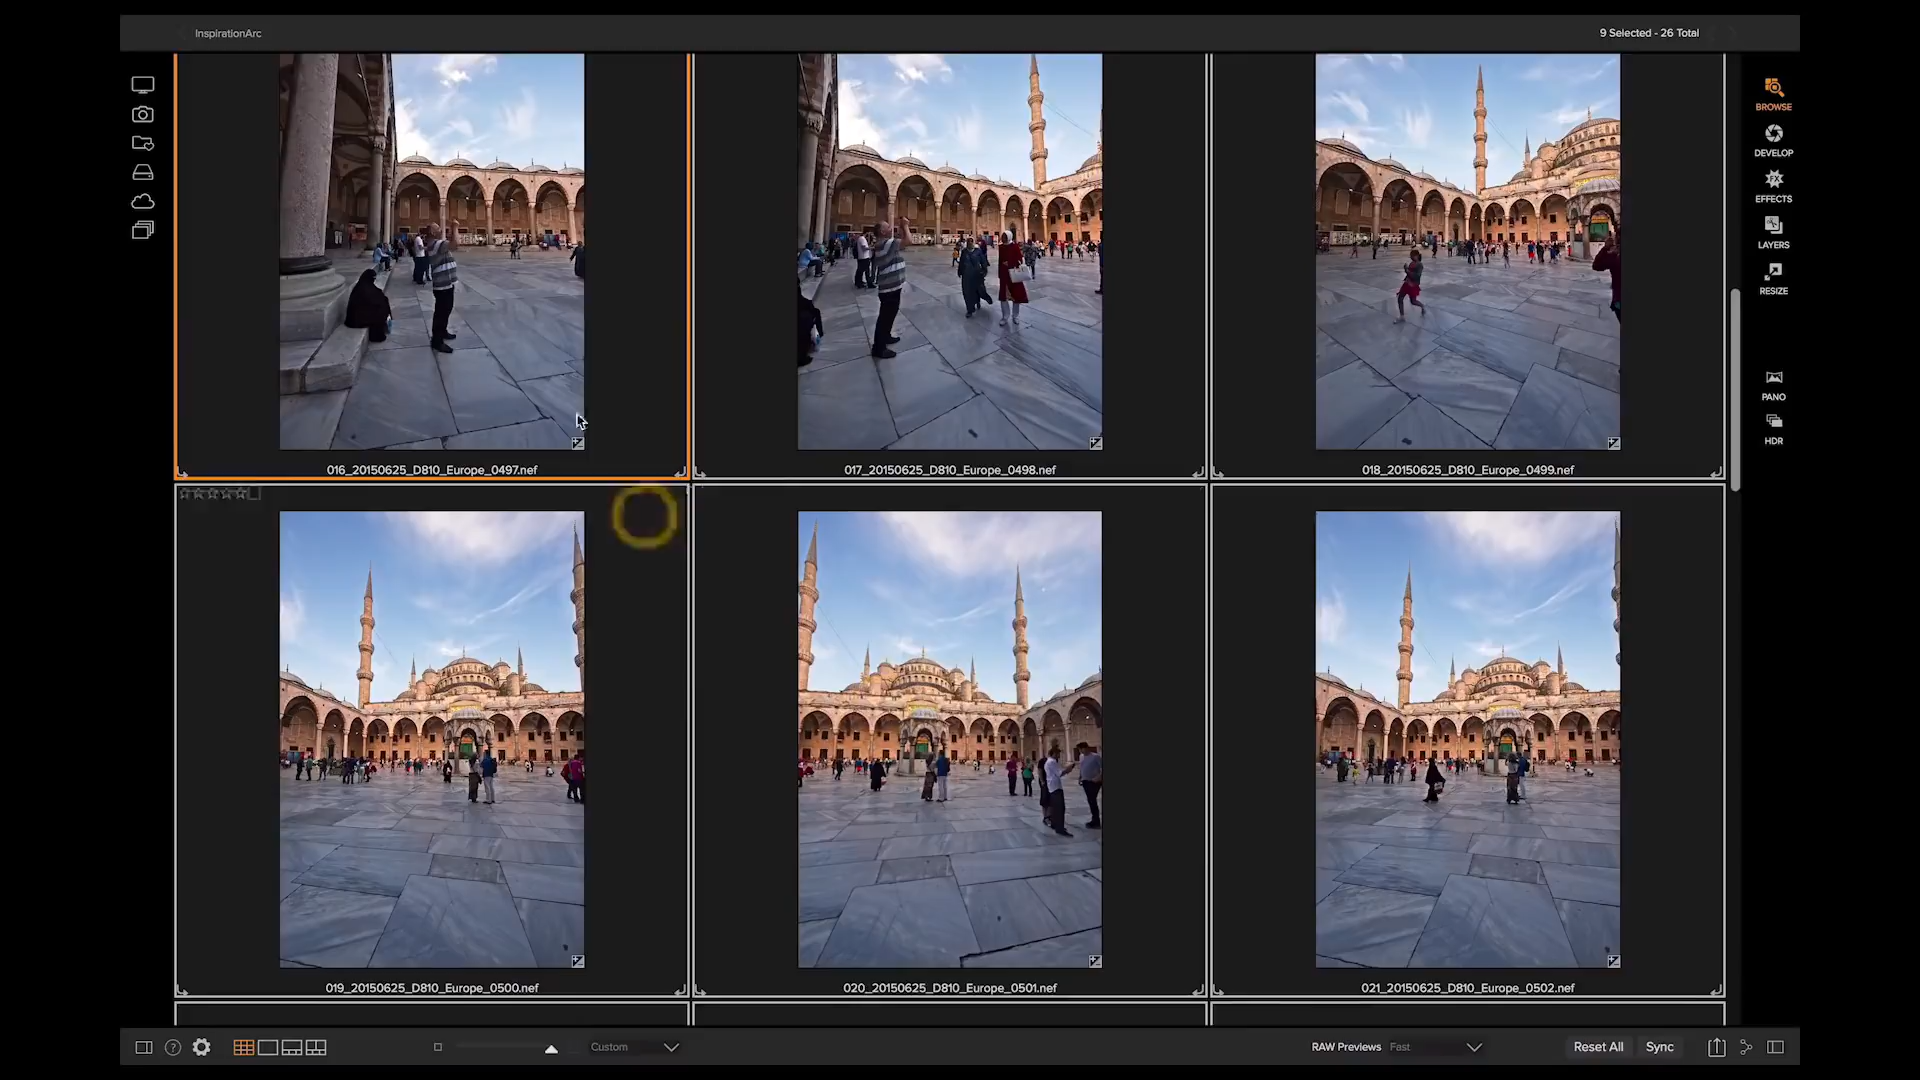 InspirationArc
9 Selected - 26 Total
BROWSE
DEVELOP
FX
EFFECTS
LAYERS
RESIZE
PANO
HDR
016_20150625_D810_Europe_0497.nef
017_20150625_D810_Europe_0498.nef
018_20150625_D810_Europe_0499.nef
019_20150625_D810_Europe_0500.nef
020_20150625_D810_Europe_0501.nef
021_20150625_D810_Europe_0502.nef
?
Custom
RAW Previews Fast
Reset All
Sync